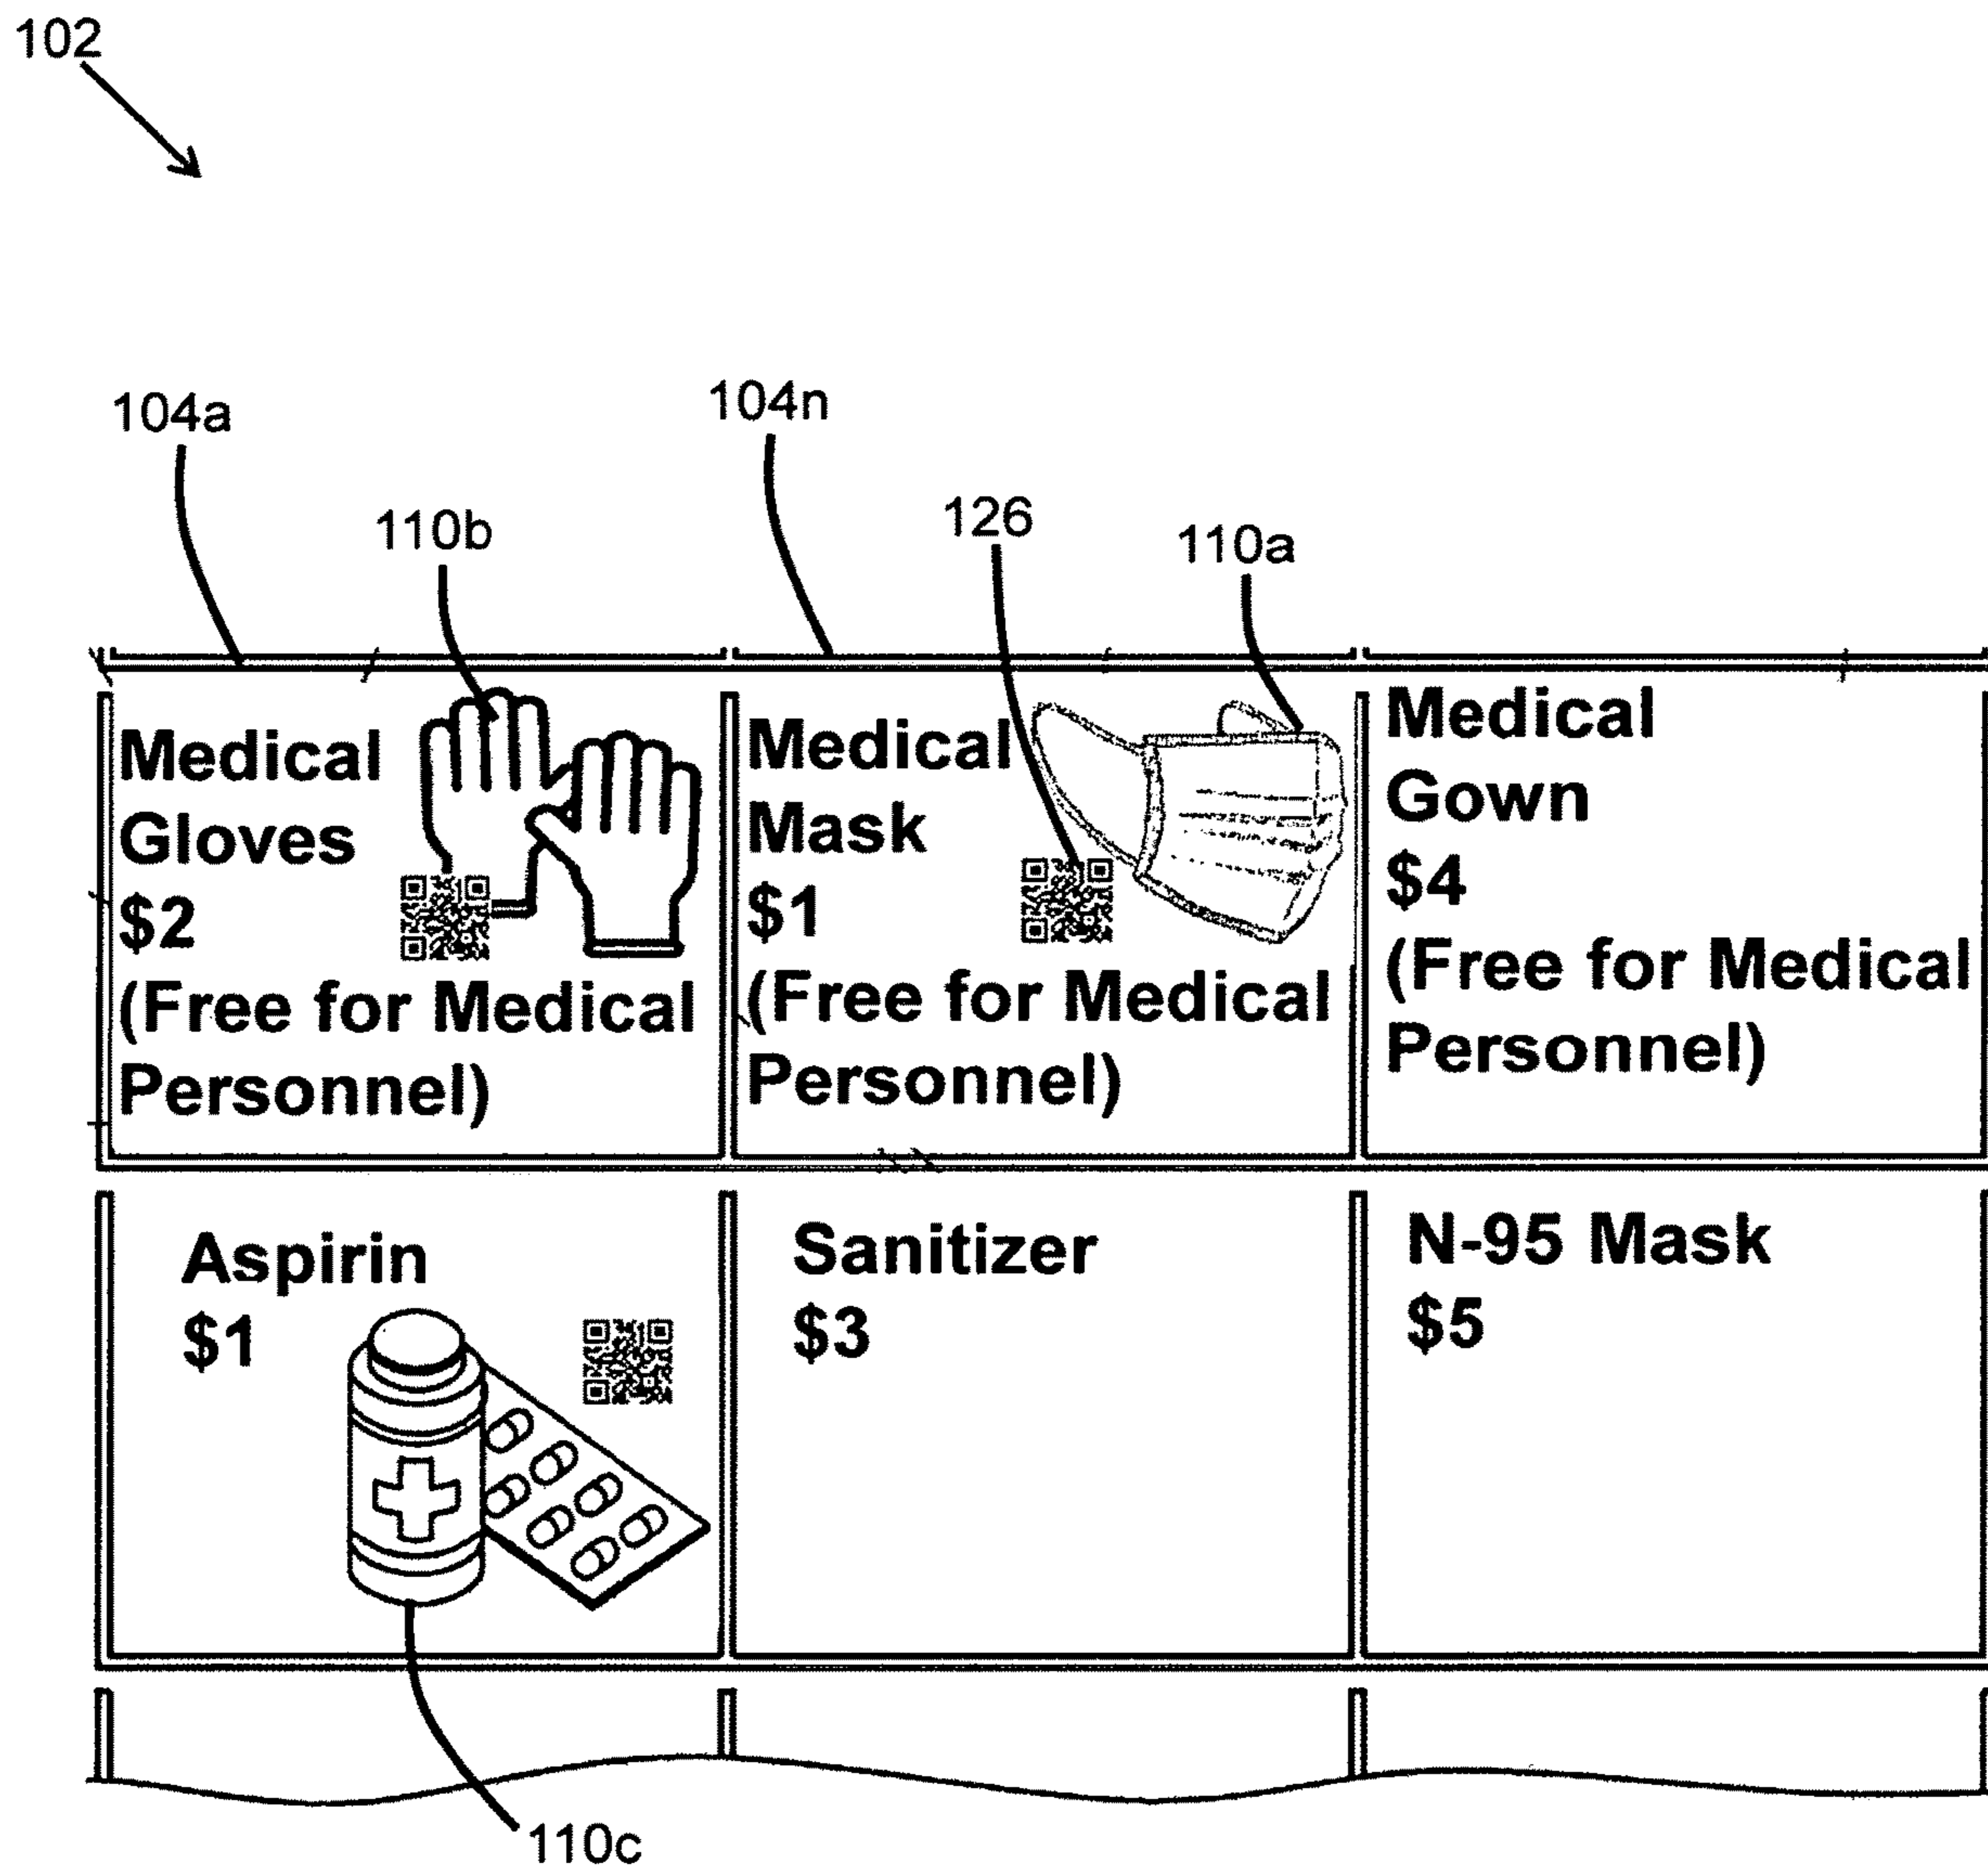 102
104a
104n
110b
126
110a
Medical
Gloves
$2
(Free for Medical
Personnel)
Medical
Mask
$1
(Free for Medical
Personnel)
Medical
Gown
$4
(Free for Medical
Personnel)
Aspirin
$1
Sanitizer
$3
N-95 Mask
$5
110c